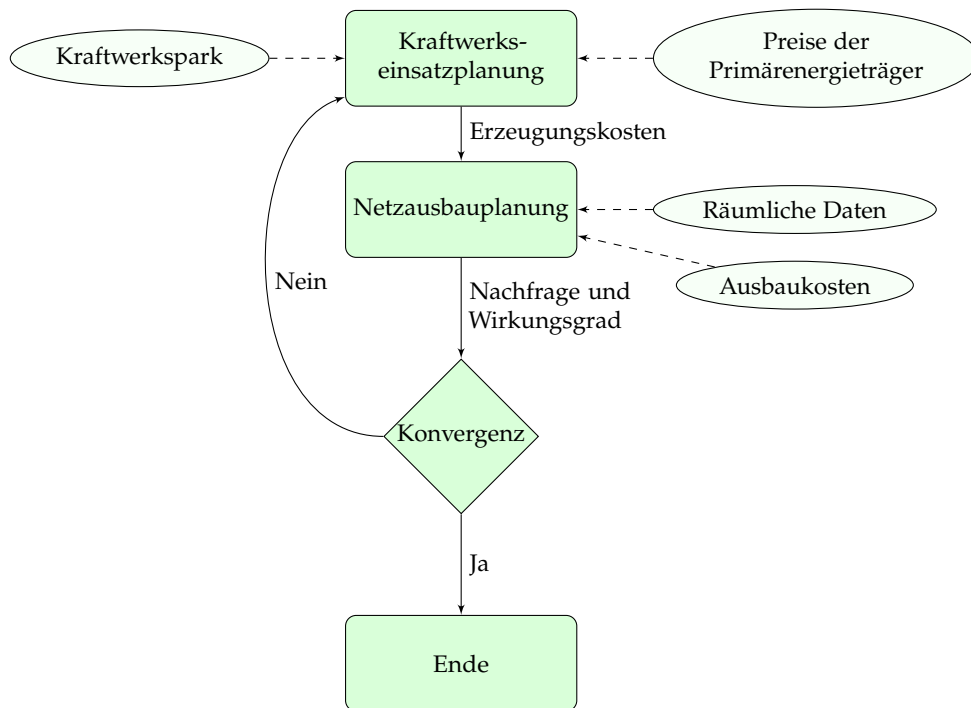 Kraftwerkspark
Kraftwerks-
einsatzplanung
Preise der
Primärenergieträger
Erzeugungskosten
Netzausbauplanung
Räumliche Daten
Ausbaukosten
Nein
Nachfrage und
Wirkungsgrad
Konvergenz
Ja
Ende